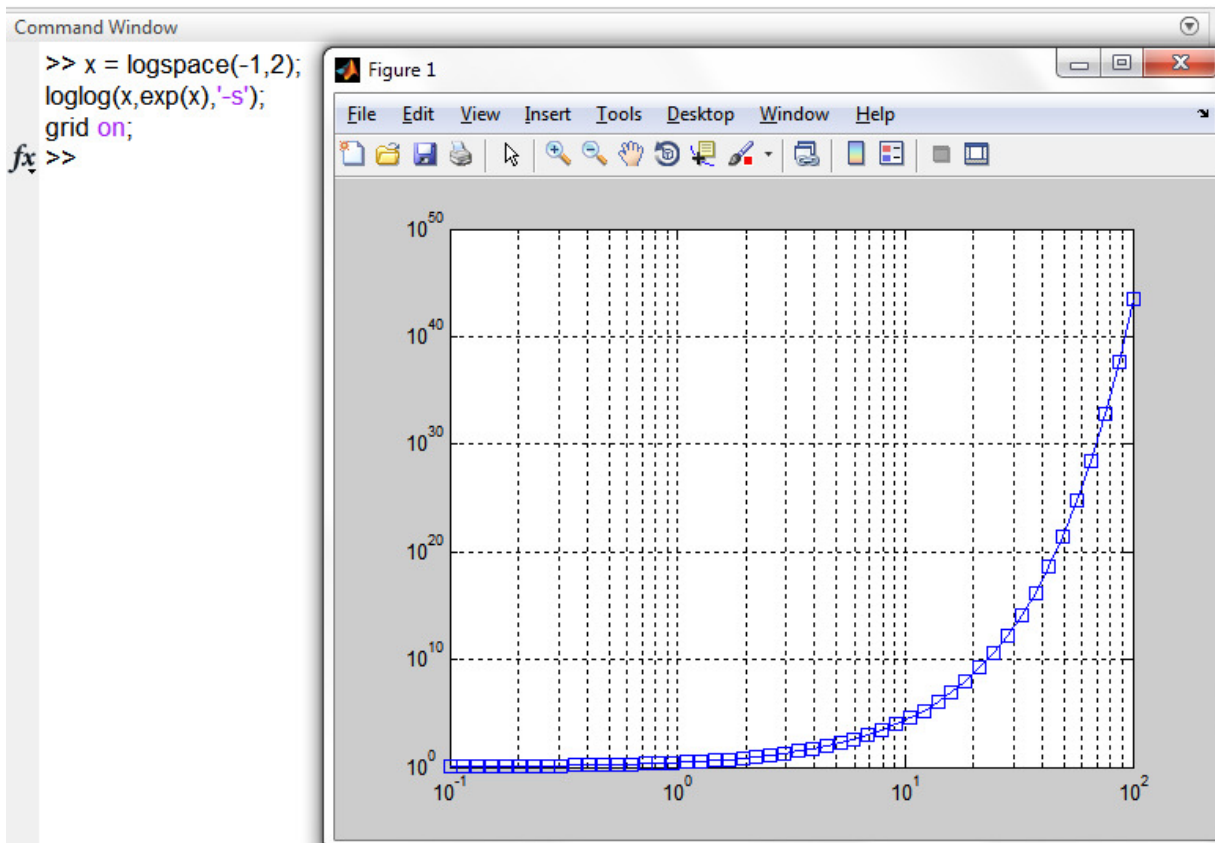 Command Window
>> x = logspace(-1,2);
loglog(x,exp(x),'-s');
grid on;
fx >>
Figure 1
File Edit View Insert Tools Desktop Window Help
10^50
10^40
10^30
10^20
10^10
10^0
10^-1 10^0 10^1 10^2